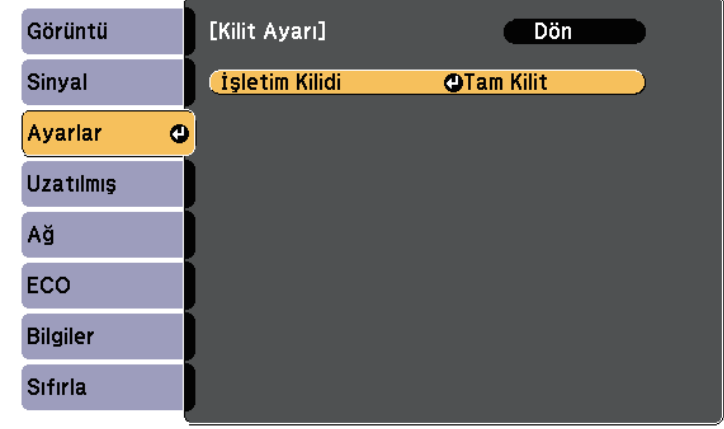 Görüntü
Sinyal
Ayarlar
Uzatılmış
Ağ
ECO
Bilgiler
Sıfırla
[Kilit Ayarı] Dön
İşletim Kilidi Tam Kilit